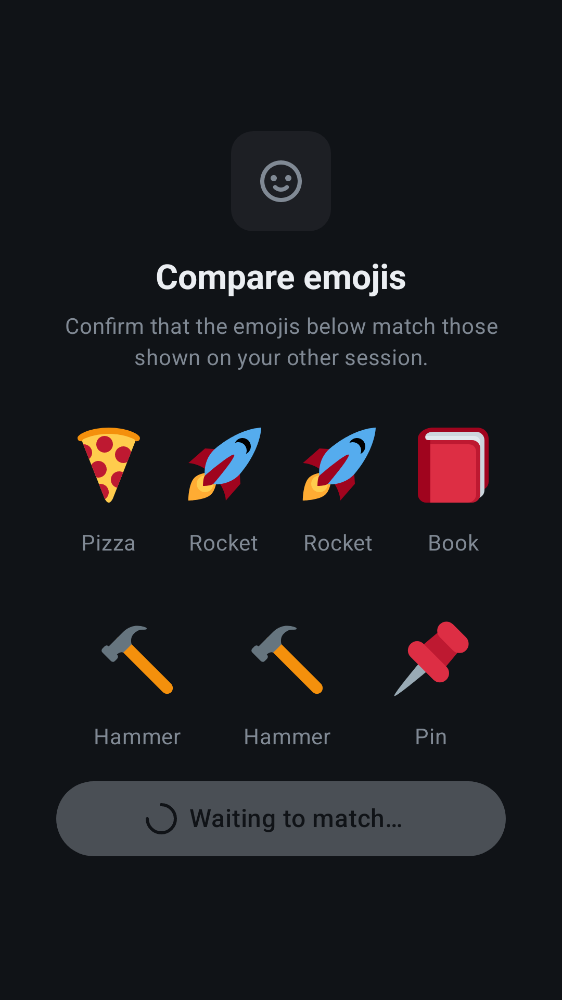 Compare emojis
Confirm that the emojis below match those
shown on your other session.
Pizza Rocket Rocket Book
Hammer Hammer Pin
Waiting to match…